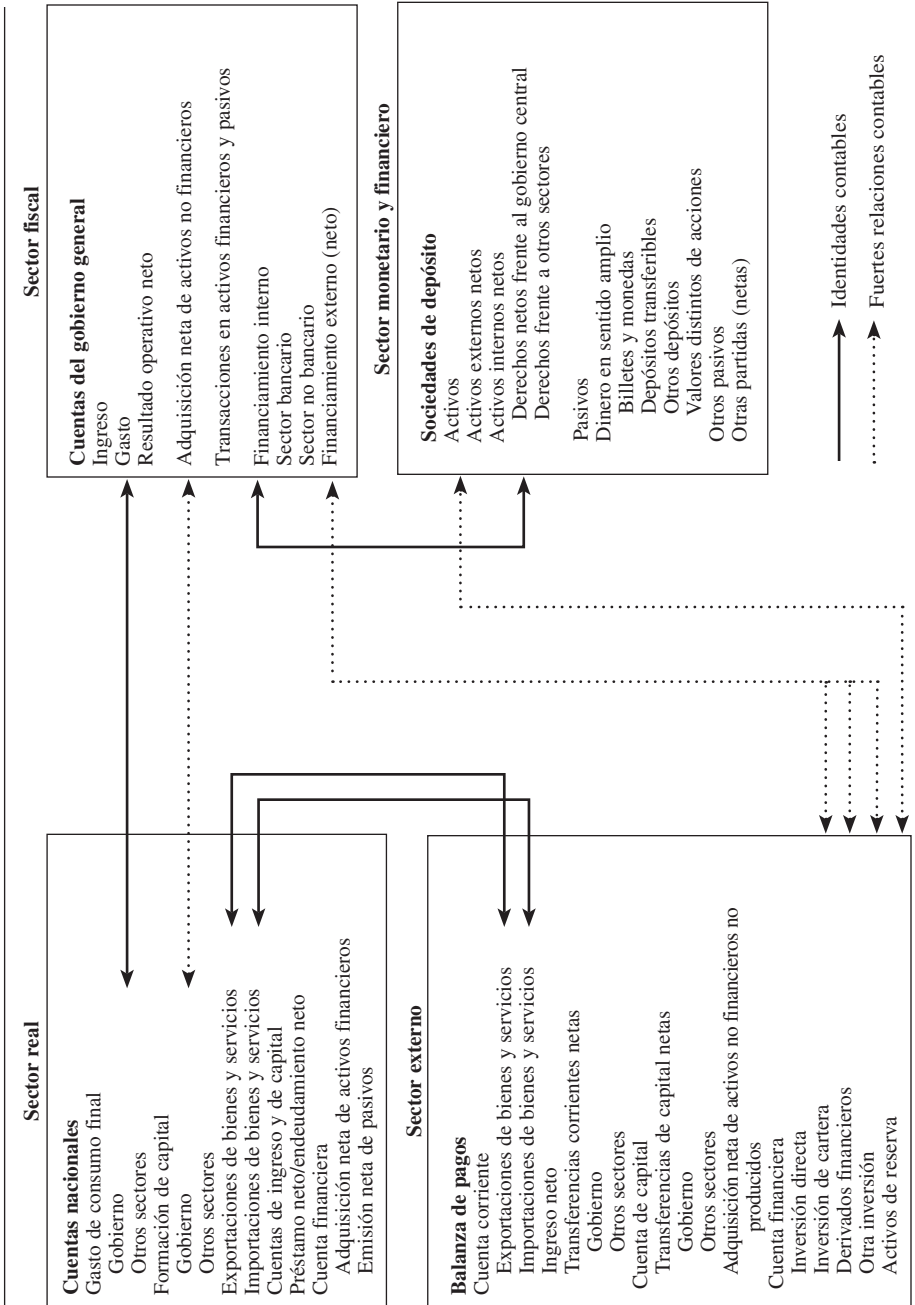 Sector real
Cuentas nacionales
Gasto de consumo final
Gobierno
Otros sectores
Formación de capital
Gobierno
Otros sectores
Exportaciones de bienes y servicios
Importaciones de bienes y servicios
Cuentas de ingreso y de capital
Préstamo neto/endeudamiento neto
Cuenta financiera
Adquisición neta de activos financieros
Emisión neta de pasivos
Sector fiscal
Cuentas del gobierno general
Ingreso
Gasto
Resultado operativo neto
Adquisición neta de activos no financieros
Transacciones en activos financieros y pasivos
Financiamiento interno
Sector bancario
Sector no bancario
Financiamiento externo (neto)
Sector externo
Balanza de pagos
Cuenta corriente
Exportaciones de bienes y servicios
Importaciones de bienes y servicios
Ingreso neto
Transferencias corrientes netas
Gobierno
Otros sectores
Cuenta de capital
Transferencias de capital netas
Gobierno
Otros sectores
Adquisición neta de activos no financieros no
producidos
Cuenta financiera
Inversión directa
Inversión de cartera
Derivados financieros
Otra inversión
Activos de reserva
Sector monetario y financiero
Sociedades de depósito
Activos
Activos externos netos
Activos internos netos
Derechos netos frente al gobierno central
Derechos frente a otros sectores
Pasivos
Dinero en sentido amplio
Billetes y monedas
Depósitos transferibles
Otros depósitos
Valores distintos de acciones
Otros pasivos
Otras partidas (netas)
Identidades contables
Fuertes relaciones contables